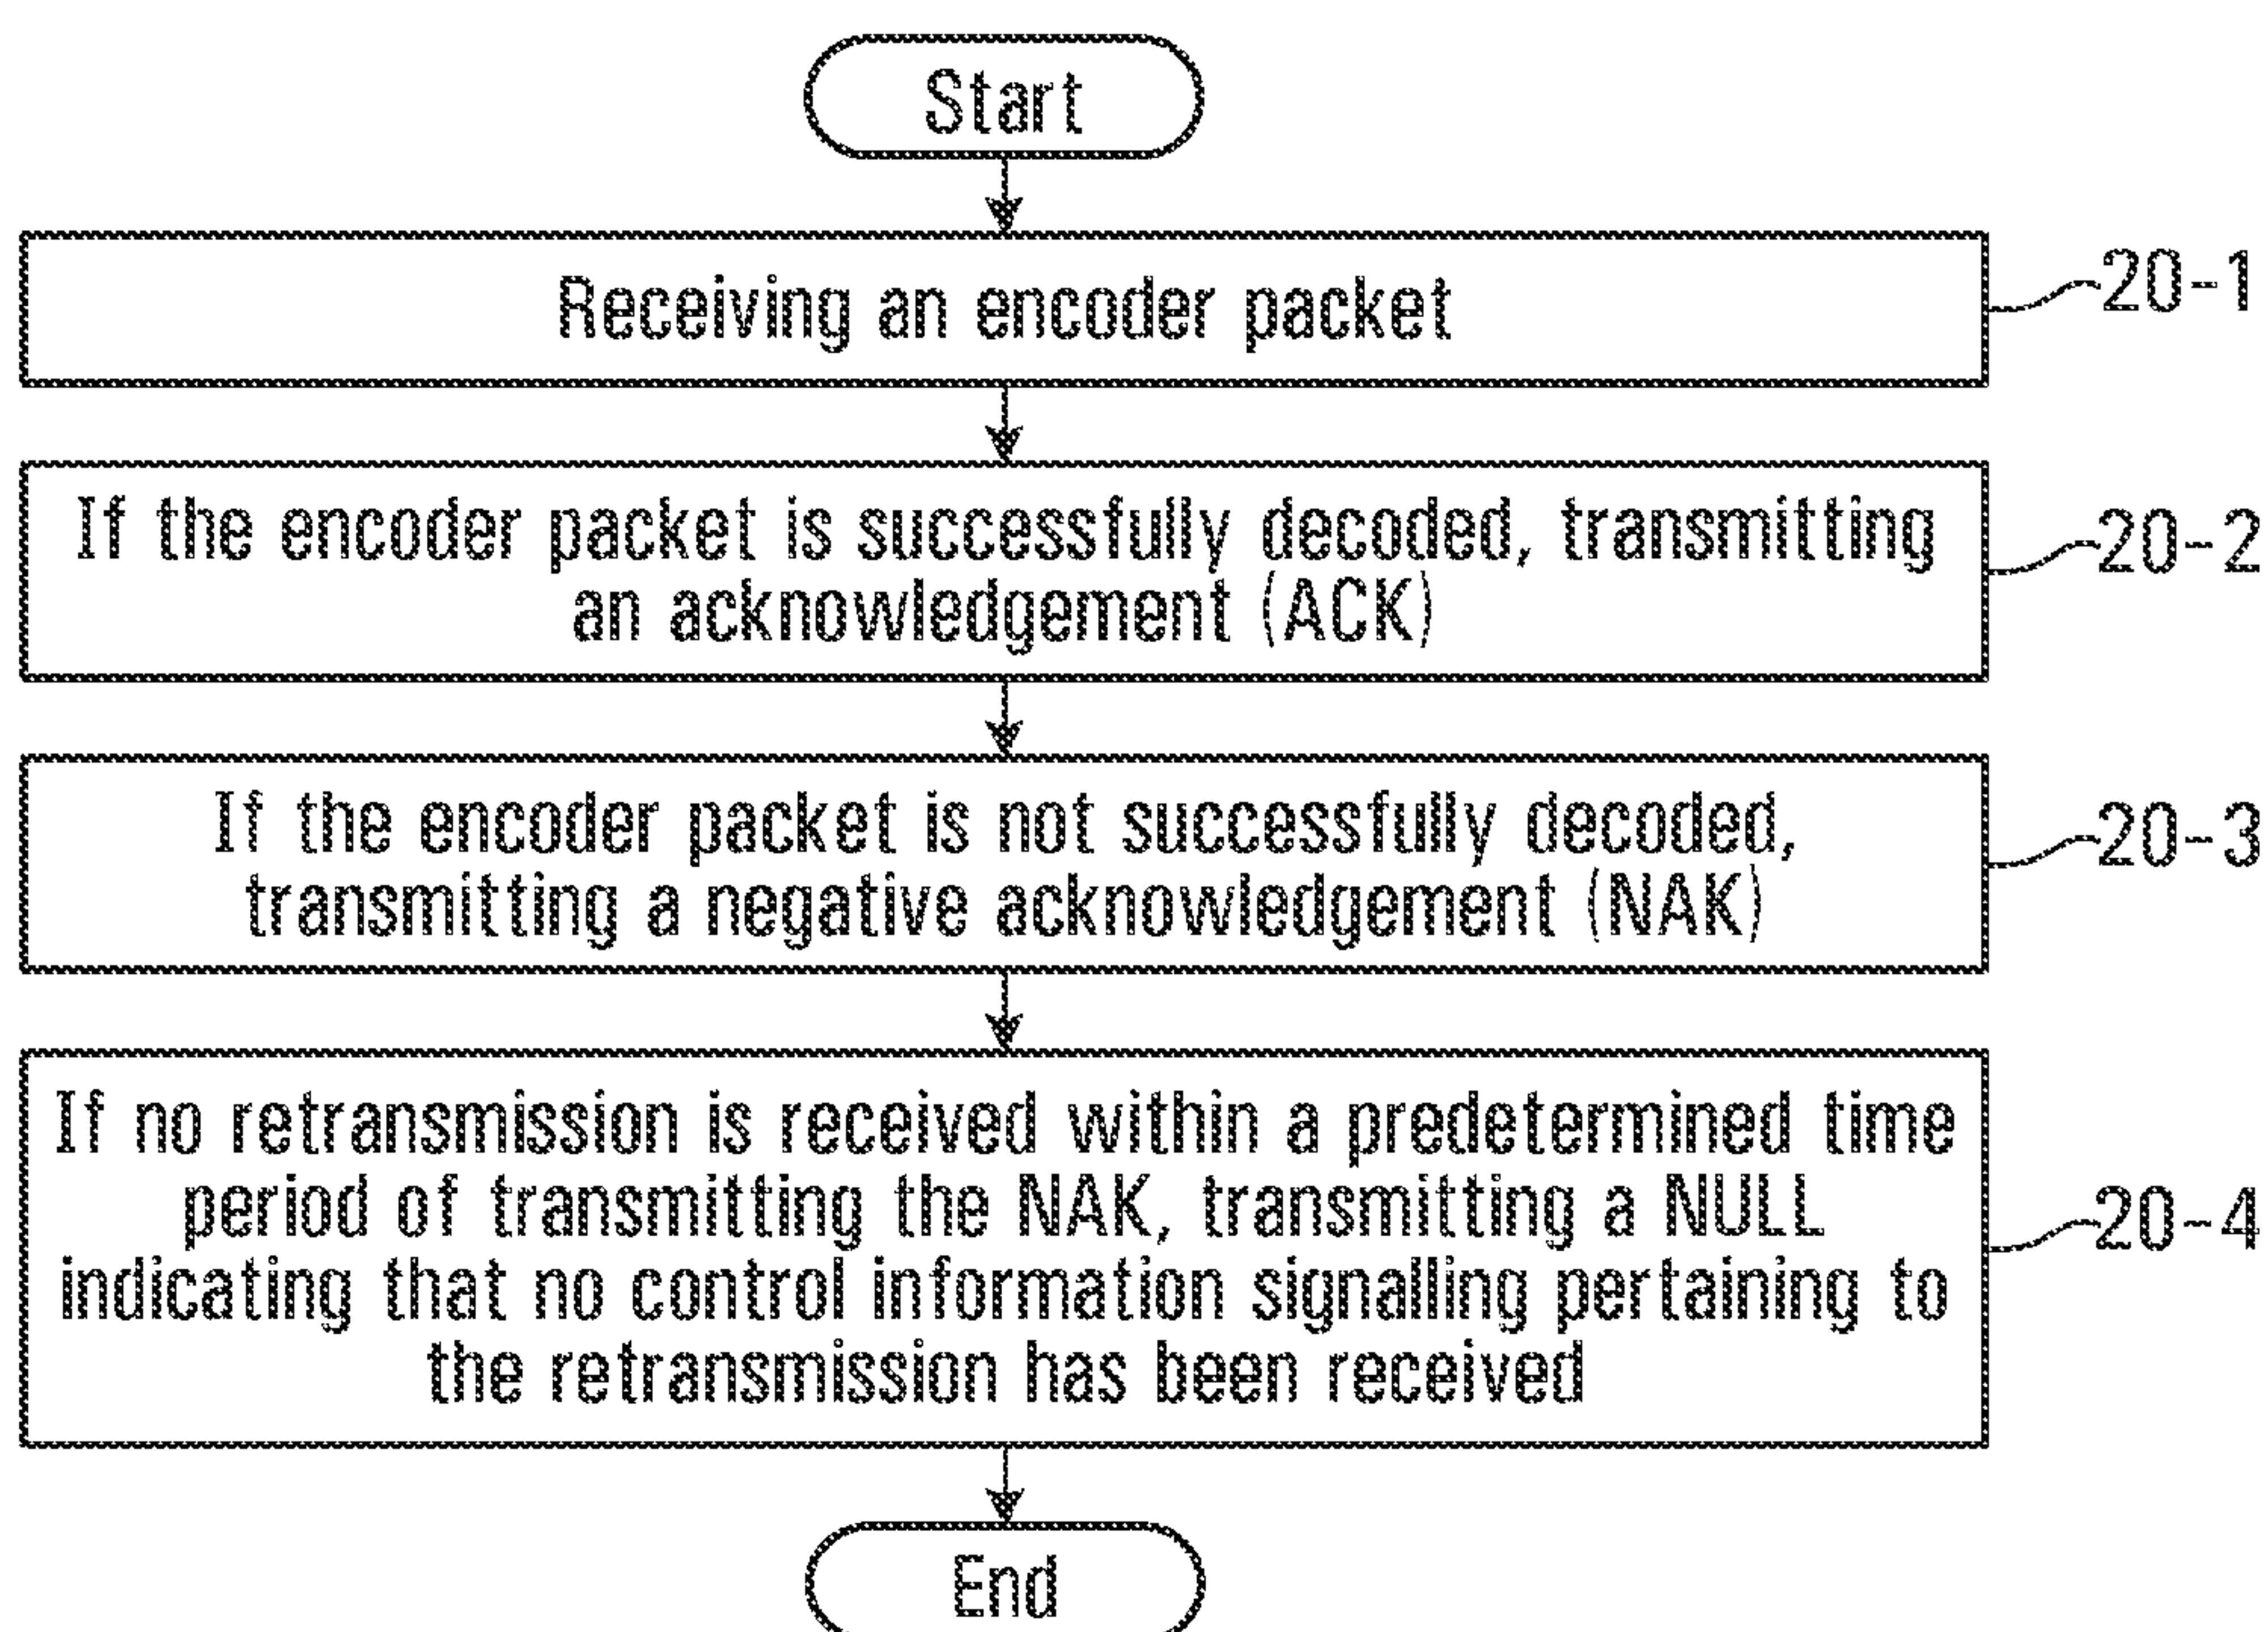 Start
Receiving an encoder packet
20-1
If the encoder packet is successfully decoded, transmitting
an acknowledgement (ACK)
20-2
If the encoder packet is not successfully decoded,
transmitting a negative acknowledgement (NAK)
20-3
If no retransmission is received within a predetermined time
period of transmitting the NAK, transmitting a NULL
indicating that no control information signalling pertaining to
the retransmission has been received
20-4
End